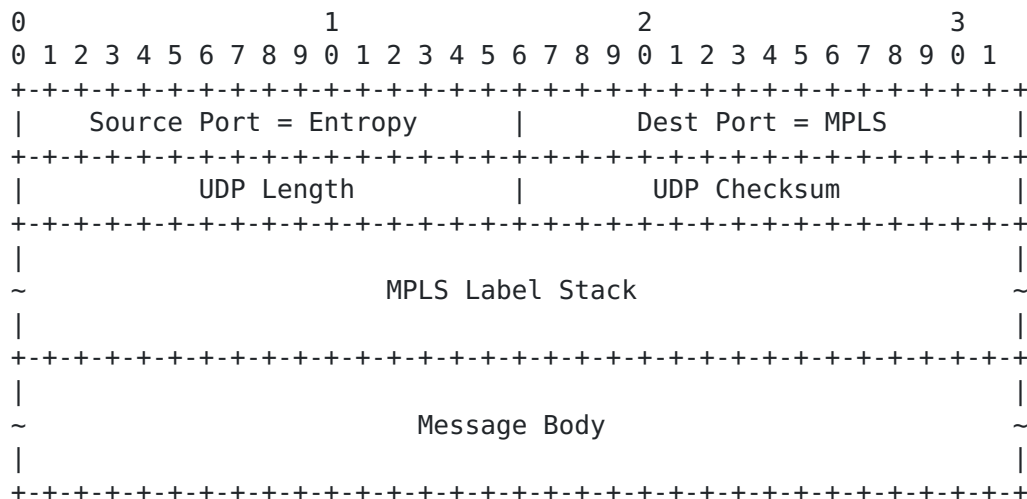 0                   1                   2                   3
0 1 2 3 4 5 6 7 8 9 0 1 2 3 4 5 6 7 8 9 0 1 2 3 4 5 6 7 8 9 0 1
+-+-+-+-+-+-+-+-+-+-+-+-+-+-+-+-+-+-+-+-+-+-+-+-+-+-+-+-+-+-+-+-+
|    Source Port = Entropy      |       Dest Port = MPLS        |
+-+-+-+-+-+-+-+-+-+-+-+-+-+-+-+-+-+-+-+-+-+-+-+-+-+-+-+-+-+-+-+-+
|           UDP Length          |        UDP Checksum           |
+-+-+-+-+-+-+-+-+-+-+-+-+-+-+-+-+-+-+-+-+-+-+-+-+-+-+-+-+-+-+-+-+
|                                                               |
~                       MPLS Label Stack                        ~
|                                                               |
+-+-+-+-+-+-+-+-+-+-+-+-+-+-+-+-+-+-+-+-+-+-+-+-+-+-+-+-+-+-+-+-+
|                                                               |
~                         Message Body                          ~
|                                                               |
+-+-+-+-+-+-+-+-+-+-+-+-+-+-+-+-+-+-+-+-+-+-+-+-+-+-+-+-+-+-+-+-+